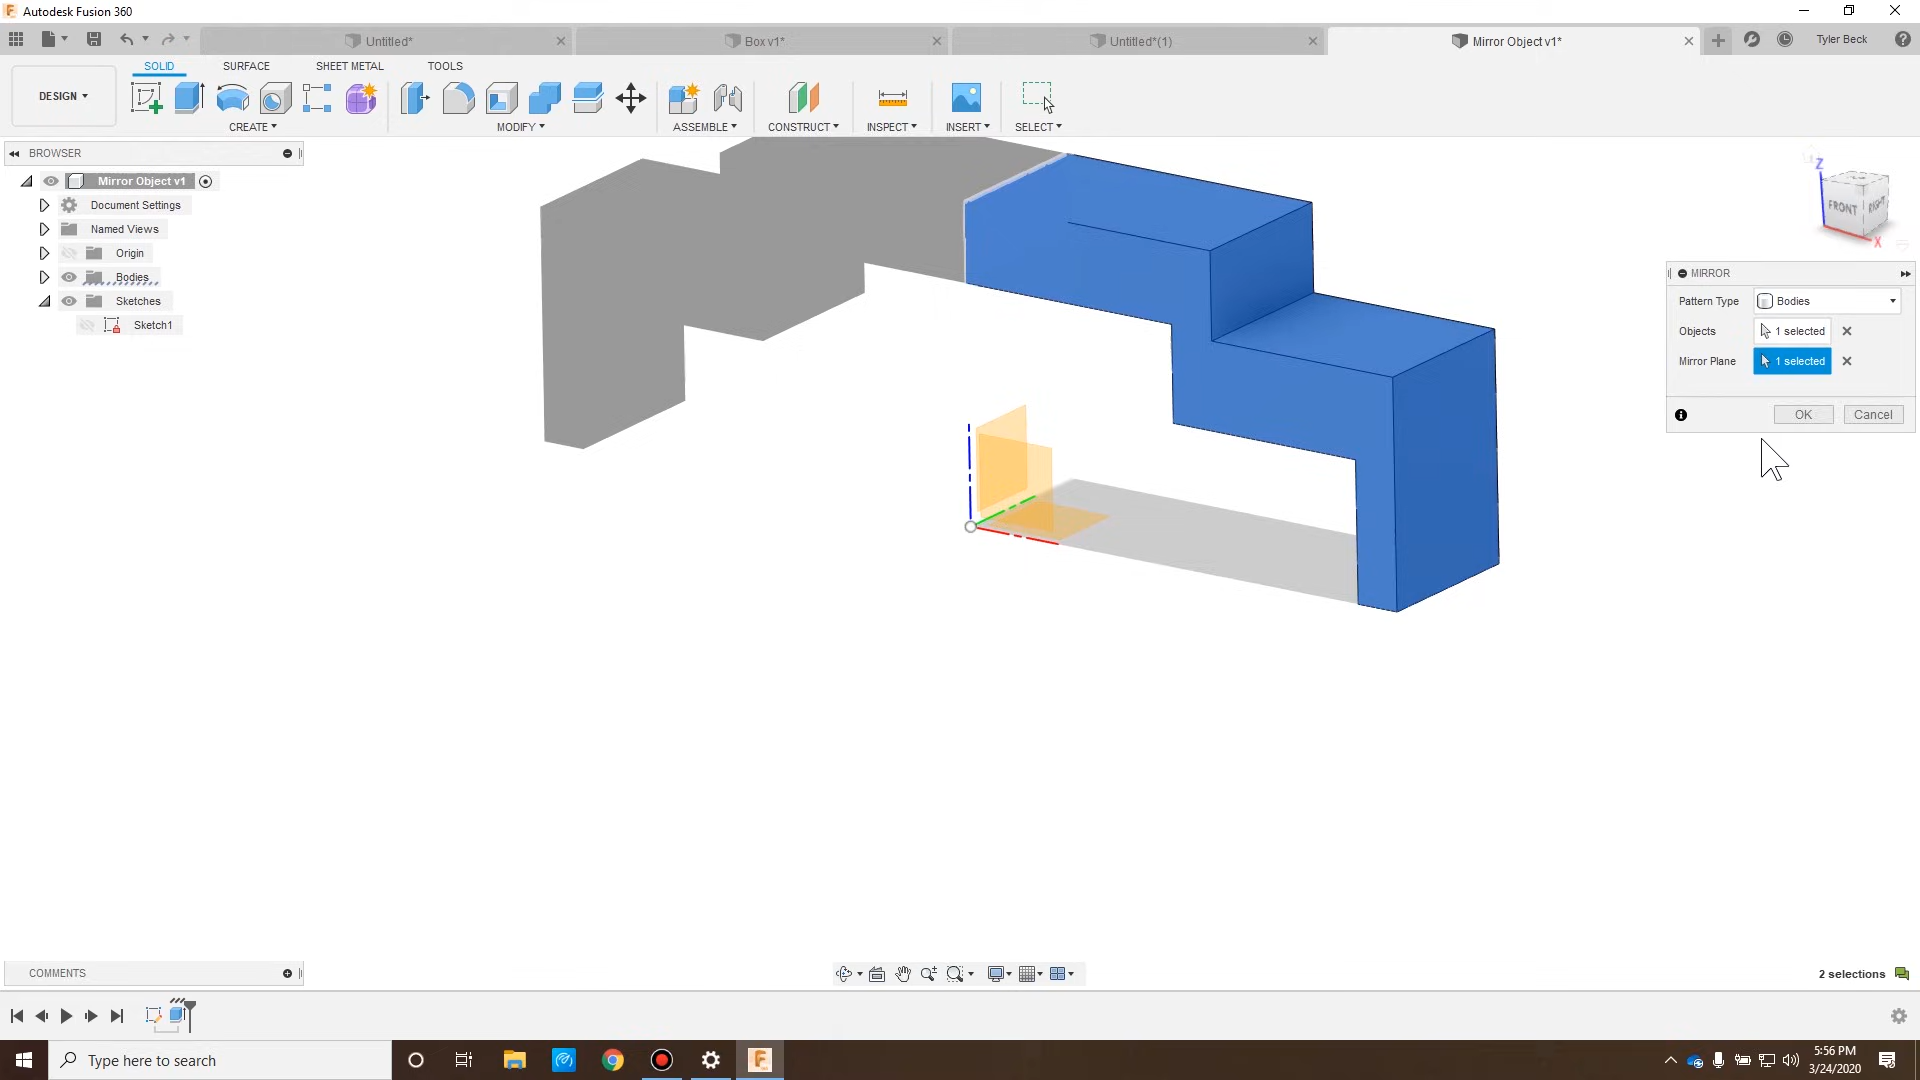 Autodesk Fusion 360
Untitled*
Box v1*
Untitled*(1)
Mirror Object v1*
Tyler Beck
SOLID
SURFACE
SHEET METAL
TOOLS
DESIGN
CREATE
MODIFY
ASSEMBLE
CONSTRUCT
INSPECT
INSERT
SELECT
BROWSER
Mirror Object v1
Document Settings
Named Views
Origin
Bodies
Sketches
Sketch1
Z
FRONT
RIGHT
X
MIRROR
Pattern Type
Bodies
Objects
1 selected
Mirror Plane
1 selected
OK
Cancel
COMMENTS
2 selections
Type here to search
5:56 PM
3/24/2020